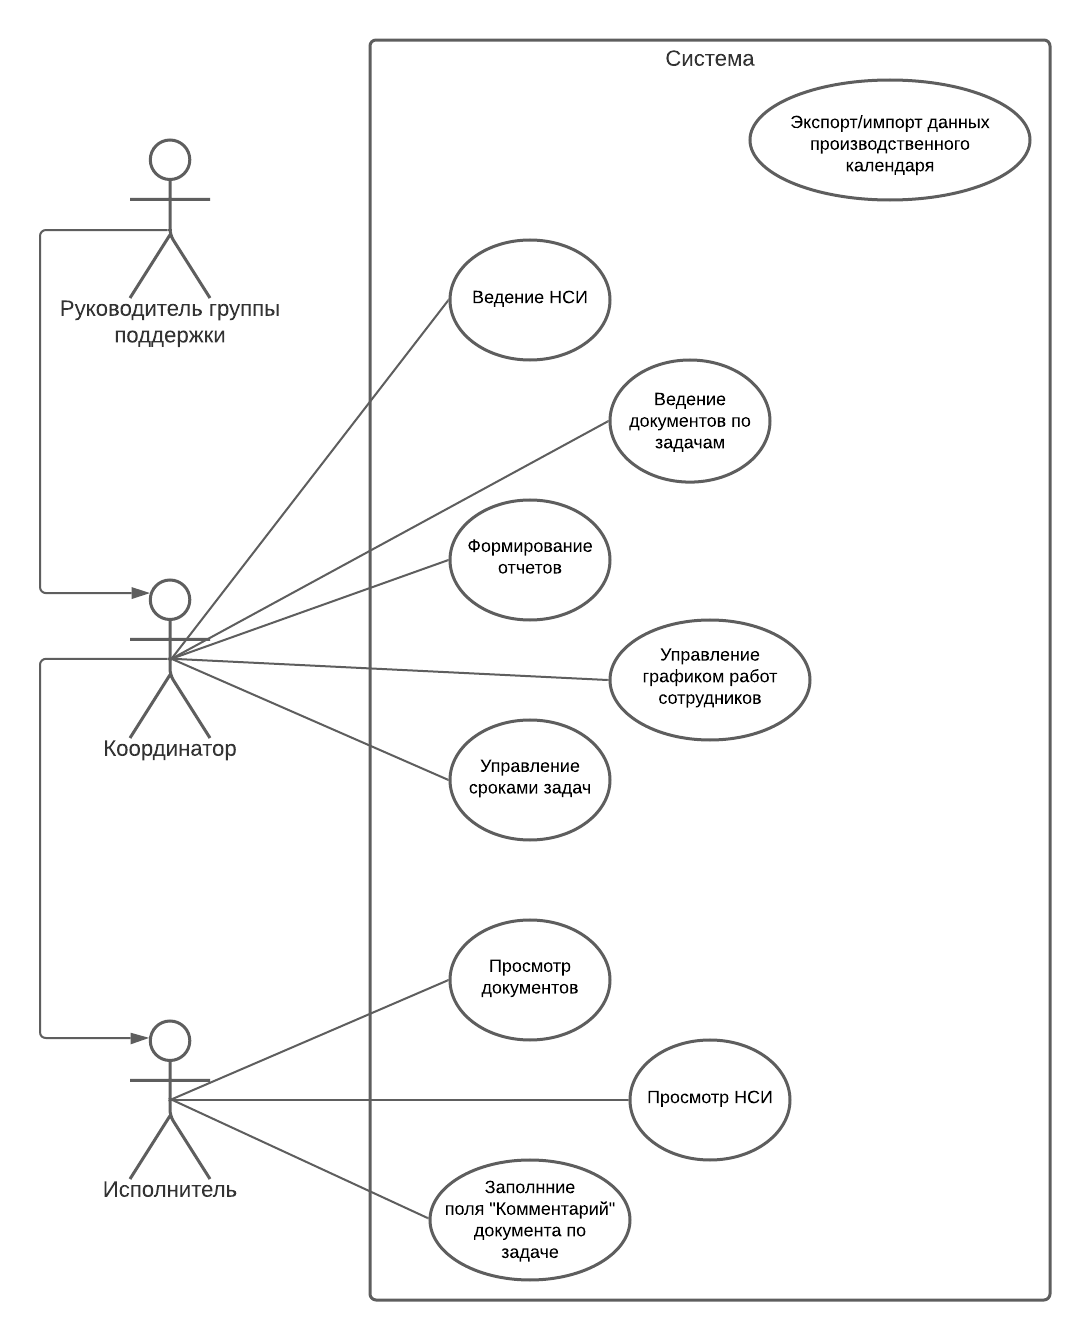 Система
Экспорт/импорт данных
производственного
календаря
Руководитель группы
поддержки
Ведение НСИ
Ведение
документов по
задачам
Формирование
отчетов
Управление
графиком работ
сотрудников
Координатор
Управление
сроками задач
Просмотр
документов
Просмотр НСИ
Исполнитель
Заполнние
поля "Комментарий"
документа по
задаче